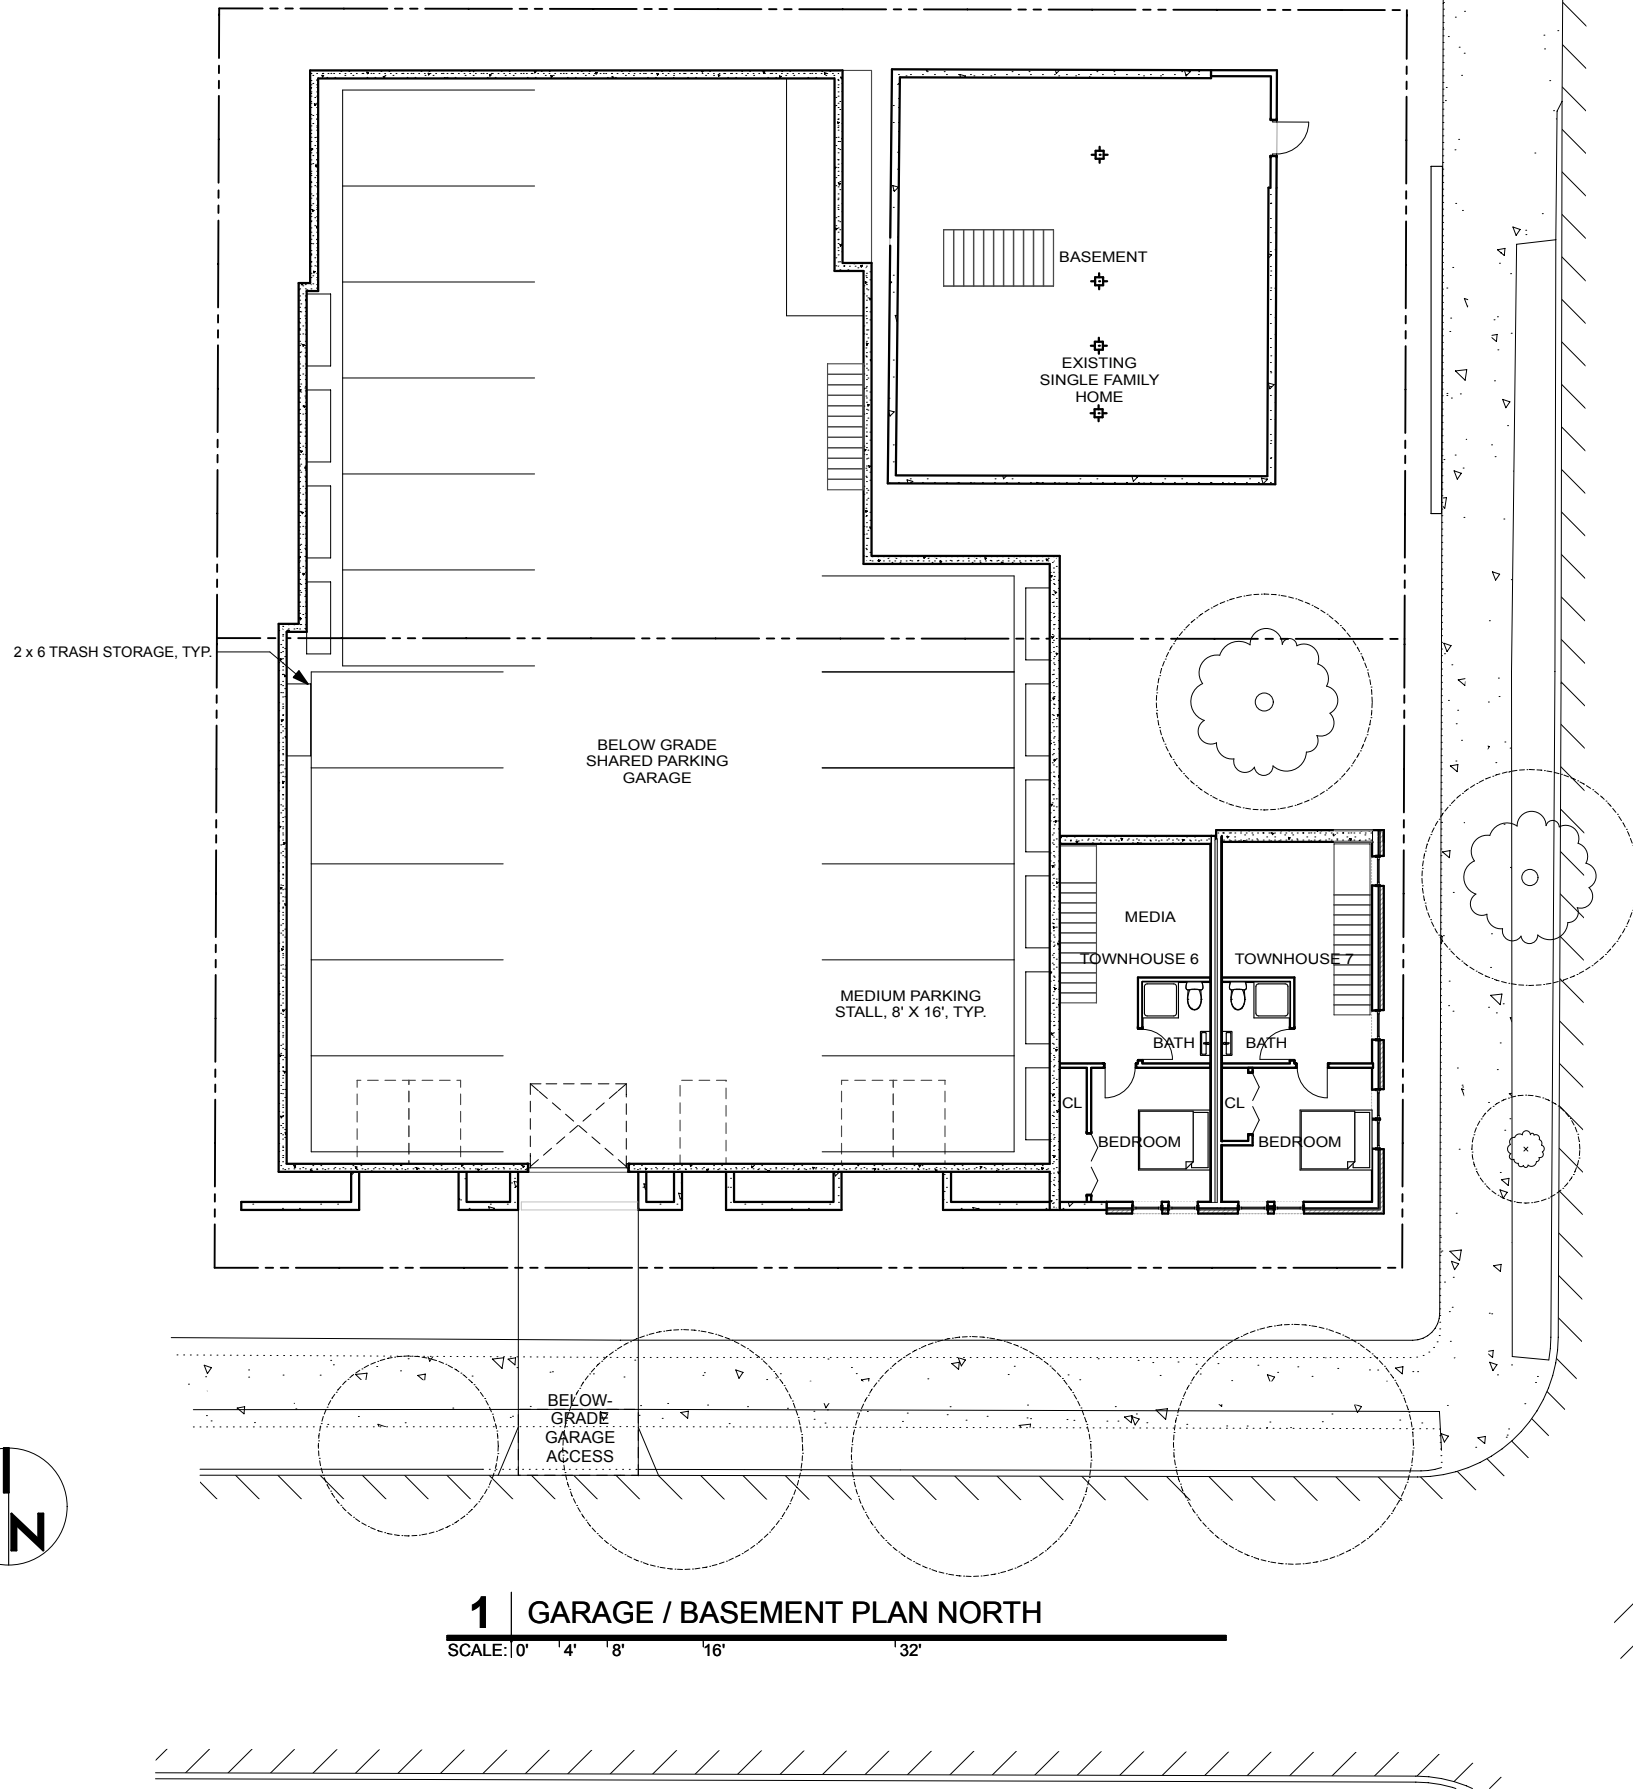 BASEMENT
EXISTING
SINGLE FAMILY
HOME
2 x 6 TRASH STORAGE, TYP.
BELOW GRADE
SHARED PARKING
GARAGE
MEDIA
TOWNHOUSE 6
TOWNHOUSE 7
MEDIUM PARKING
STALL, 8' X 16', TYP.
BATH
BATH
CL
CL
BEDROOM
BEDROOM
BELOW-
GRADE
GARAGE
ACCESS
N
1 GARAGE / BASEMENT PLAN NORTH
SCALE: 0' 4' 8' 16' 32'